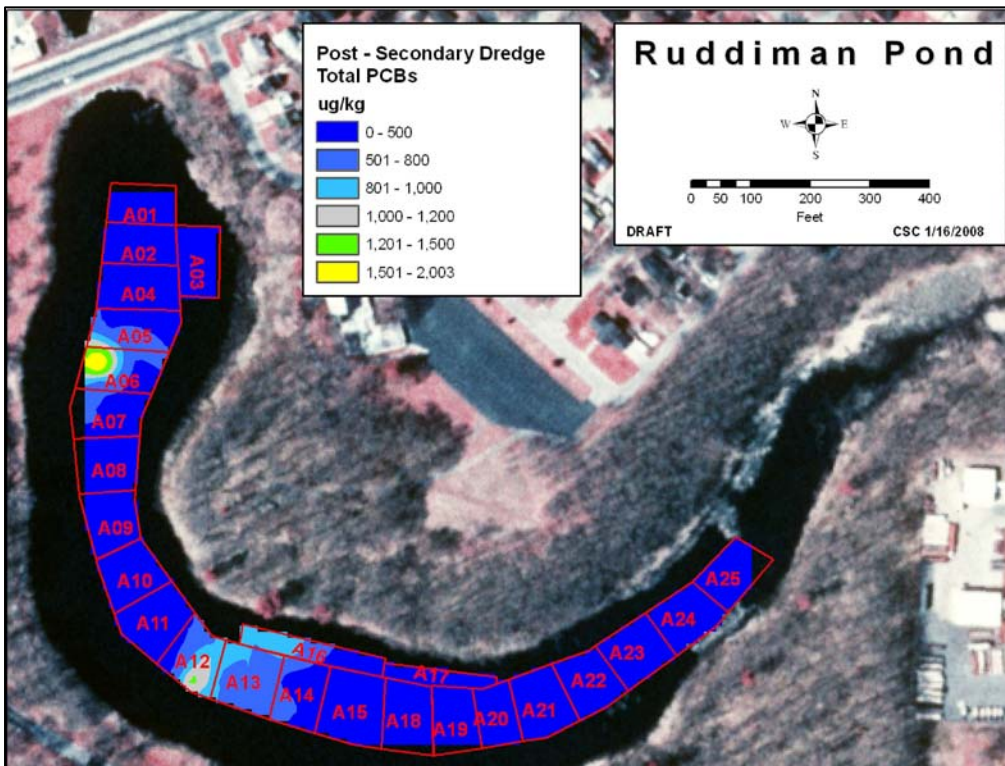 Post - Secondary Dredge
Total PCBs
ug/kg
0 - 500
501 - 800
801 - 1,000
1,000 - 1,200
1,201 - 1,500
1,501 - 2,003
Ruddiman Pond
N
W E
S
0 50 100 200 300 400
Feet
DRAFT CSC 1/16/2008
A01
A02
A03
A04
A05
A06
A07
A08
A09
A10
A11
A12
A13
A14
A15
A16
A17
A18
A19
A20
A21
A22
A23
A24
A25